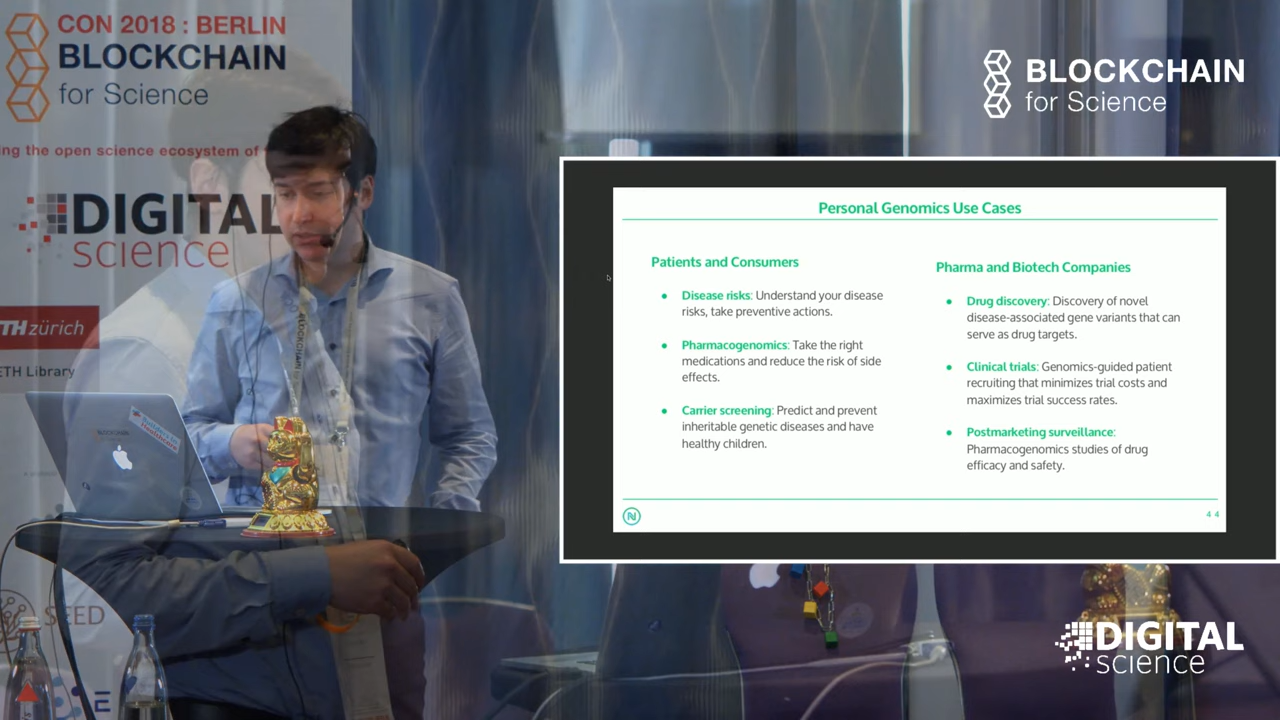 CON 2018 : BERLIN
BLOCKCHAIN
for Science
ing the open science ecosystem of
DIGITAL
science
TH zürich
ETH Library
SEED
E
BLOCKCHAIN
for Science
Personal Genomics Use Cases
Patients and Consumers
● Disease risks: Understand your disease
risks, take preventive actions.
● Pharmacogenomics: Take the right
medications and reduce the risk of side
effects.
● Carrier screening: Predict and prevent
inheritable genetic diseases and have
healthy children.
Pharma and Biotech Companies
● Drug discovery: Discovery of novel
disease-associated gene variants that can
serve as drug targets.
● Clinical trials: Genomics-guided patient
recruiting that minimizes trial costs and
maximizes trial success rates.
● Postmarketing surveillance:
Pharmacogenomics studies of drug
efficacy and safety.
N
4 4
DIGITAL
science